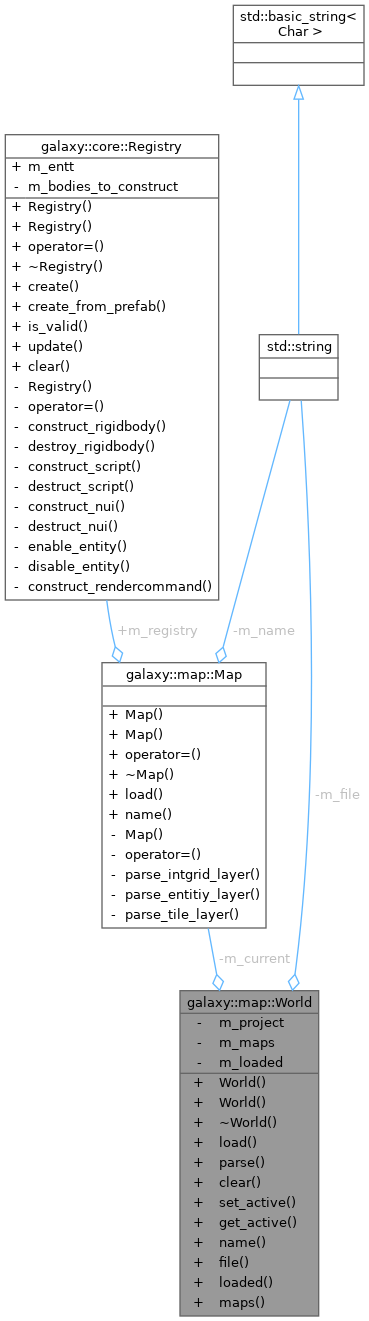 std::basic_string<
Char >
galaxy::core::Registry
+ m_entt
- m_bodies_to_construct
+ Registry()
+ Registry()
+ operator=()
+ ~Registry()
+ create()
+ create_from_prefab()
+ is_valid()
+ update()
+ clear()
- Registry()
- operator=()
- construct_rigidbody()
- destroy_rigidbody()
- construct_script()
- destruct_script()
- construct_nui()
- destruct_nui()
- enable_entity()
- disable_entity()
- construct_rendercommand()
std::string
+m_registry
-m_name
galaxy::map::Map
+ Map()
+ Map()
+ operator=()
+ ~Map()
+ load()
+ name()
- Map()
- operator=()
- parse_intgrid_layer()
- parse_entitiy_layer()
- parse_tile_layer()
-m_file
-m_current
galaxy::map::World
- m_project
- m_maps
- m_loaded
+ World()
+ World()
+ ~World()
+ load()
+ parse()
+ clear()
+ set_active()
+ get_active()
+ name()
+ file()
+ loaded()
+ maps()